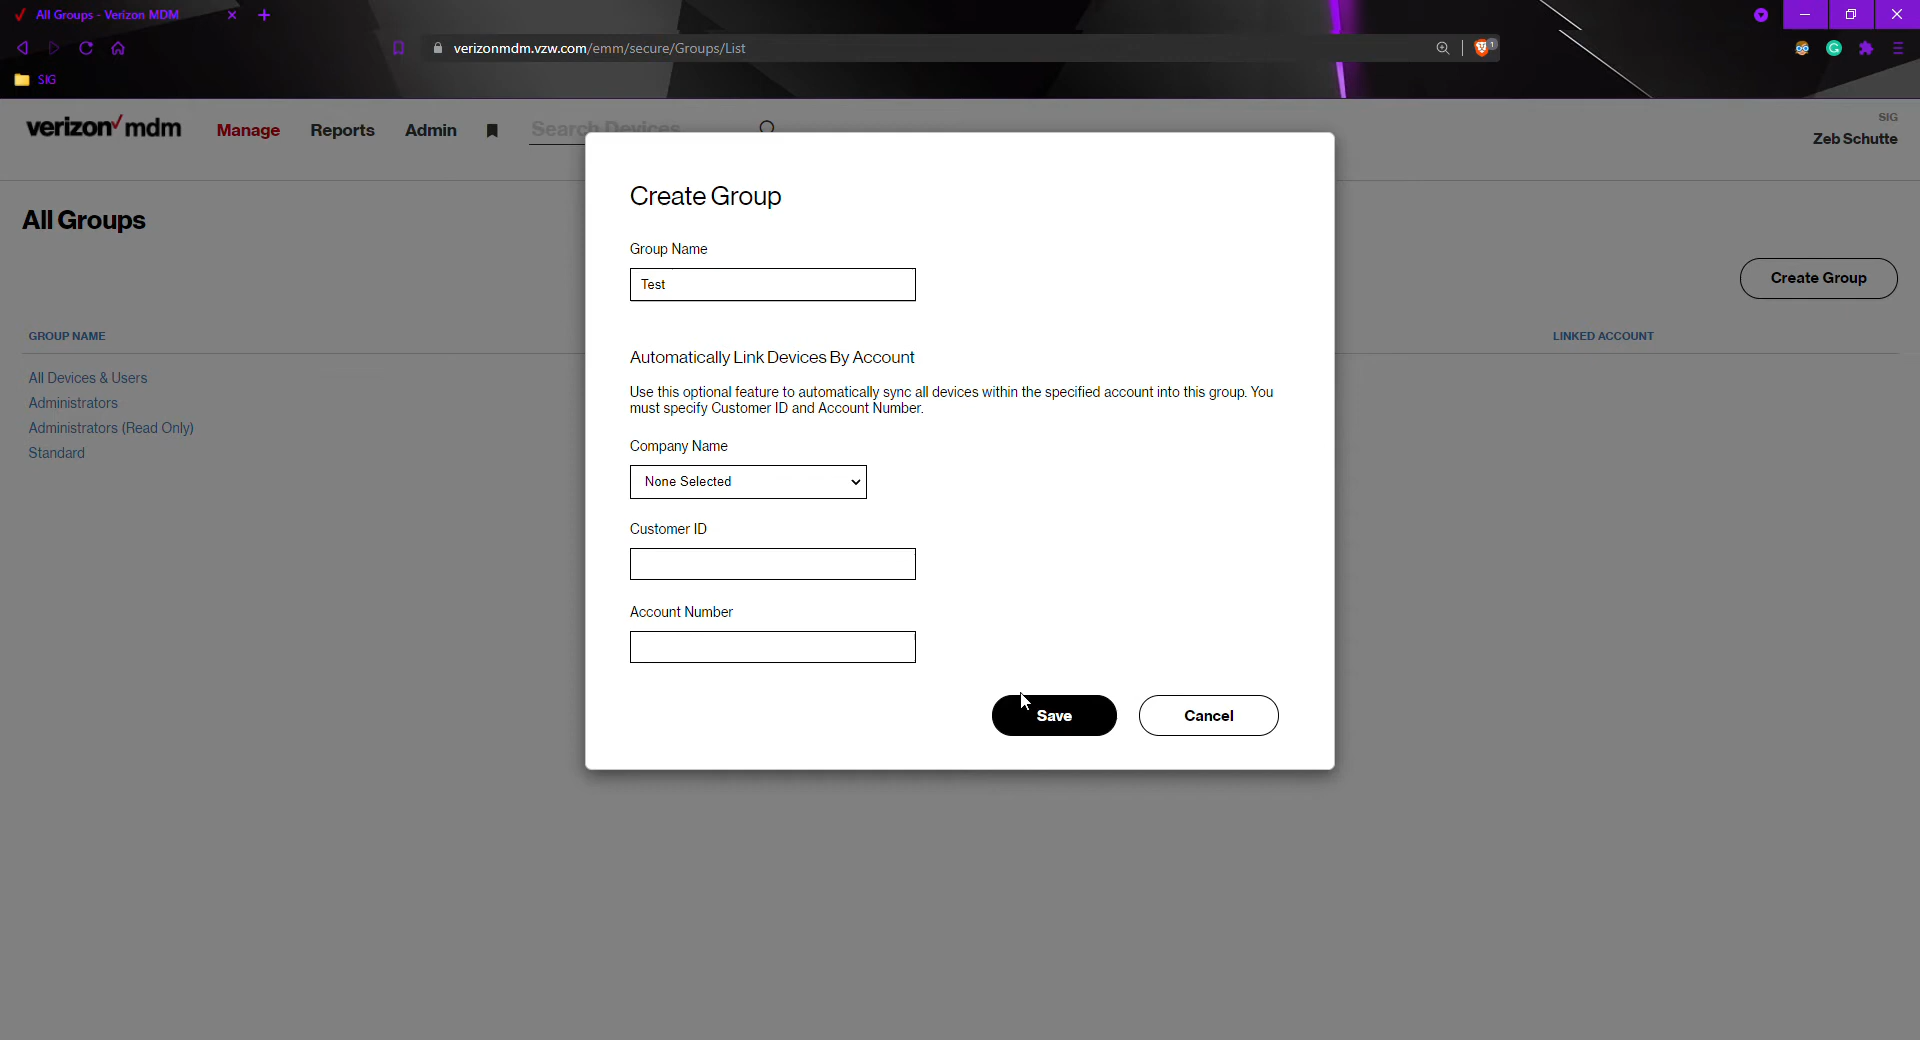 All Groups - Verizon MDM
verizonmdm.vzw.com/emm/secure/Groups/List
1
SIG
verizon mdm
Manage
Reports
Admin
Search Devices
SIG
Zeb Schutte
All Groups
Create Group
GROUP NAME
LINKED ACCOUNT
All Devices & Users
Administrators
Administrators (Read Only)
Standard
Create Group
Group Name
Test
Automatically Link Devices By Account
Use this optional feature to automatically sync all devices within the specified account into this group. You
must specify Customer ID and Account Number.
Company Name
None Selected
Customer ID
Account Number
Save
Cancel